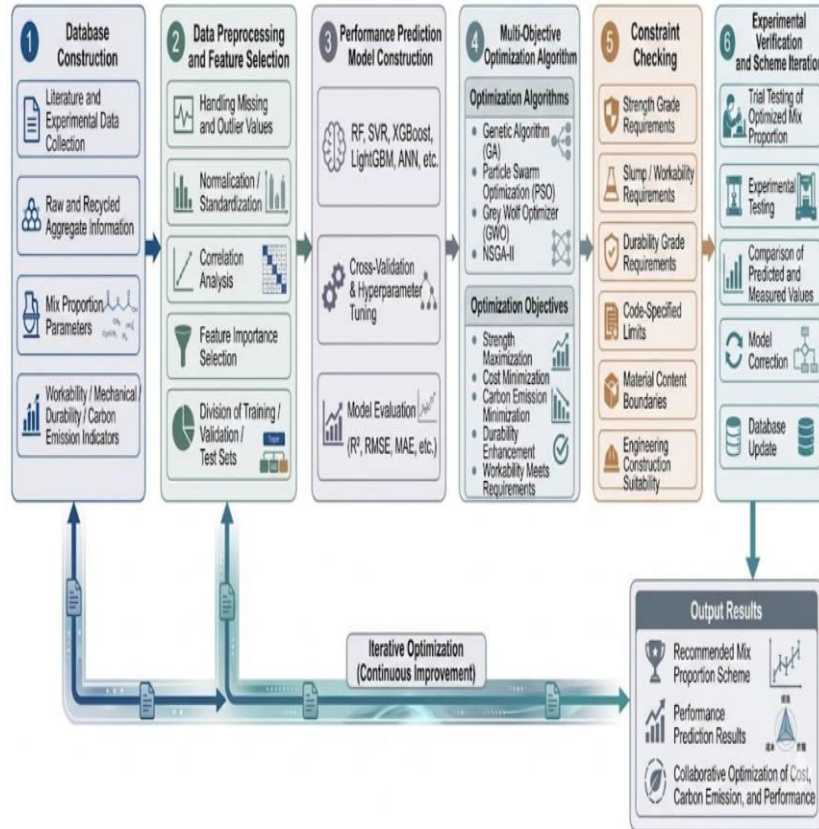 1
Database
Construction
Literature and
Experimental Data
Collection
Raw and Recycled
Aggregate Information
Mix Proportion
Parameters
Workability / Mechanical /
Durability / Carbon
Emission Indicators
2
Data Preprocessing
and Feature Selection
Handling Missing
and Outlier Values
Normalication /
Standardization
Correlation
Analysis
Feature Importance
Selection
Division of Training /
Validation /
Test Sets
3
Performance Prediction
Model Construction
RF, SVR, XGBoost,
LightGBM, ANN, etc.
Cross-Validation
& Hyperparameter
Tuning
Model Evaluation
(R², RMSE, MAE, etc.)
4
Multi-Objective
Optimization Algorithm
Optimization Algorithms
• Genetic Algorithm
(GA)
• Particle Swarm
Optimization (PSO)
• Grey Wolf Optimizer
(GWO)
• NSGA-II
Optimization Objectives
• Strength
Maximization
• Cost Minimization
• Carbon Emission
Minimization
• Durability
Enhancement
• Workability Meets
Requirements
5
Constraint
Checking
Strength Grade
Requirements
Slump / Workability
Requirements
Durability Grade
Requirements
Code-Specified
Limits
Material Content
Boundaries
Engineering
Construction
Suitability
6
Experimental
Verification
and Scheme Iteration
Trial Testing of
Optimized Mix
Proportion
Experimental
Testing
Comparison of
Predicted and
Measured Values
Model
Correction
Database
Update
Iterative Optimization
(Continuous Improvement)
Output Results
Recommended Mix
Proportion Scheme
Performance
Prediction Results
Collaborative Optimization of Cost,
Carbon Emission, and Performance